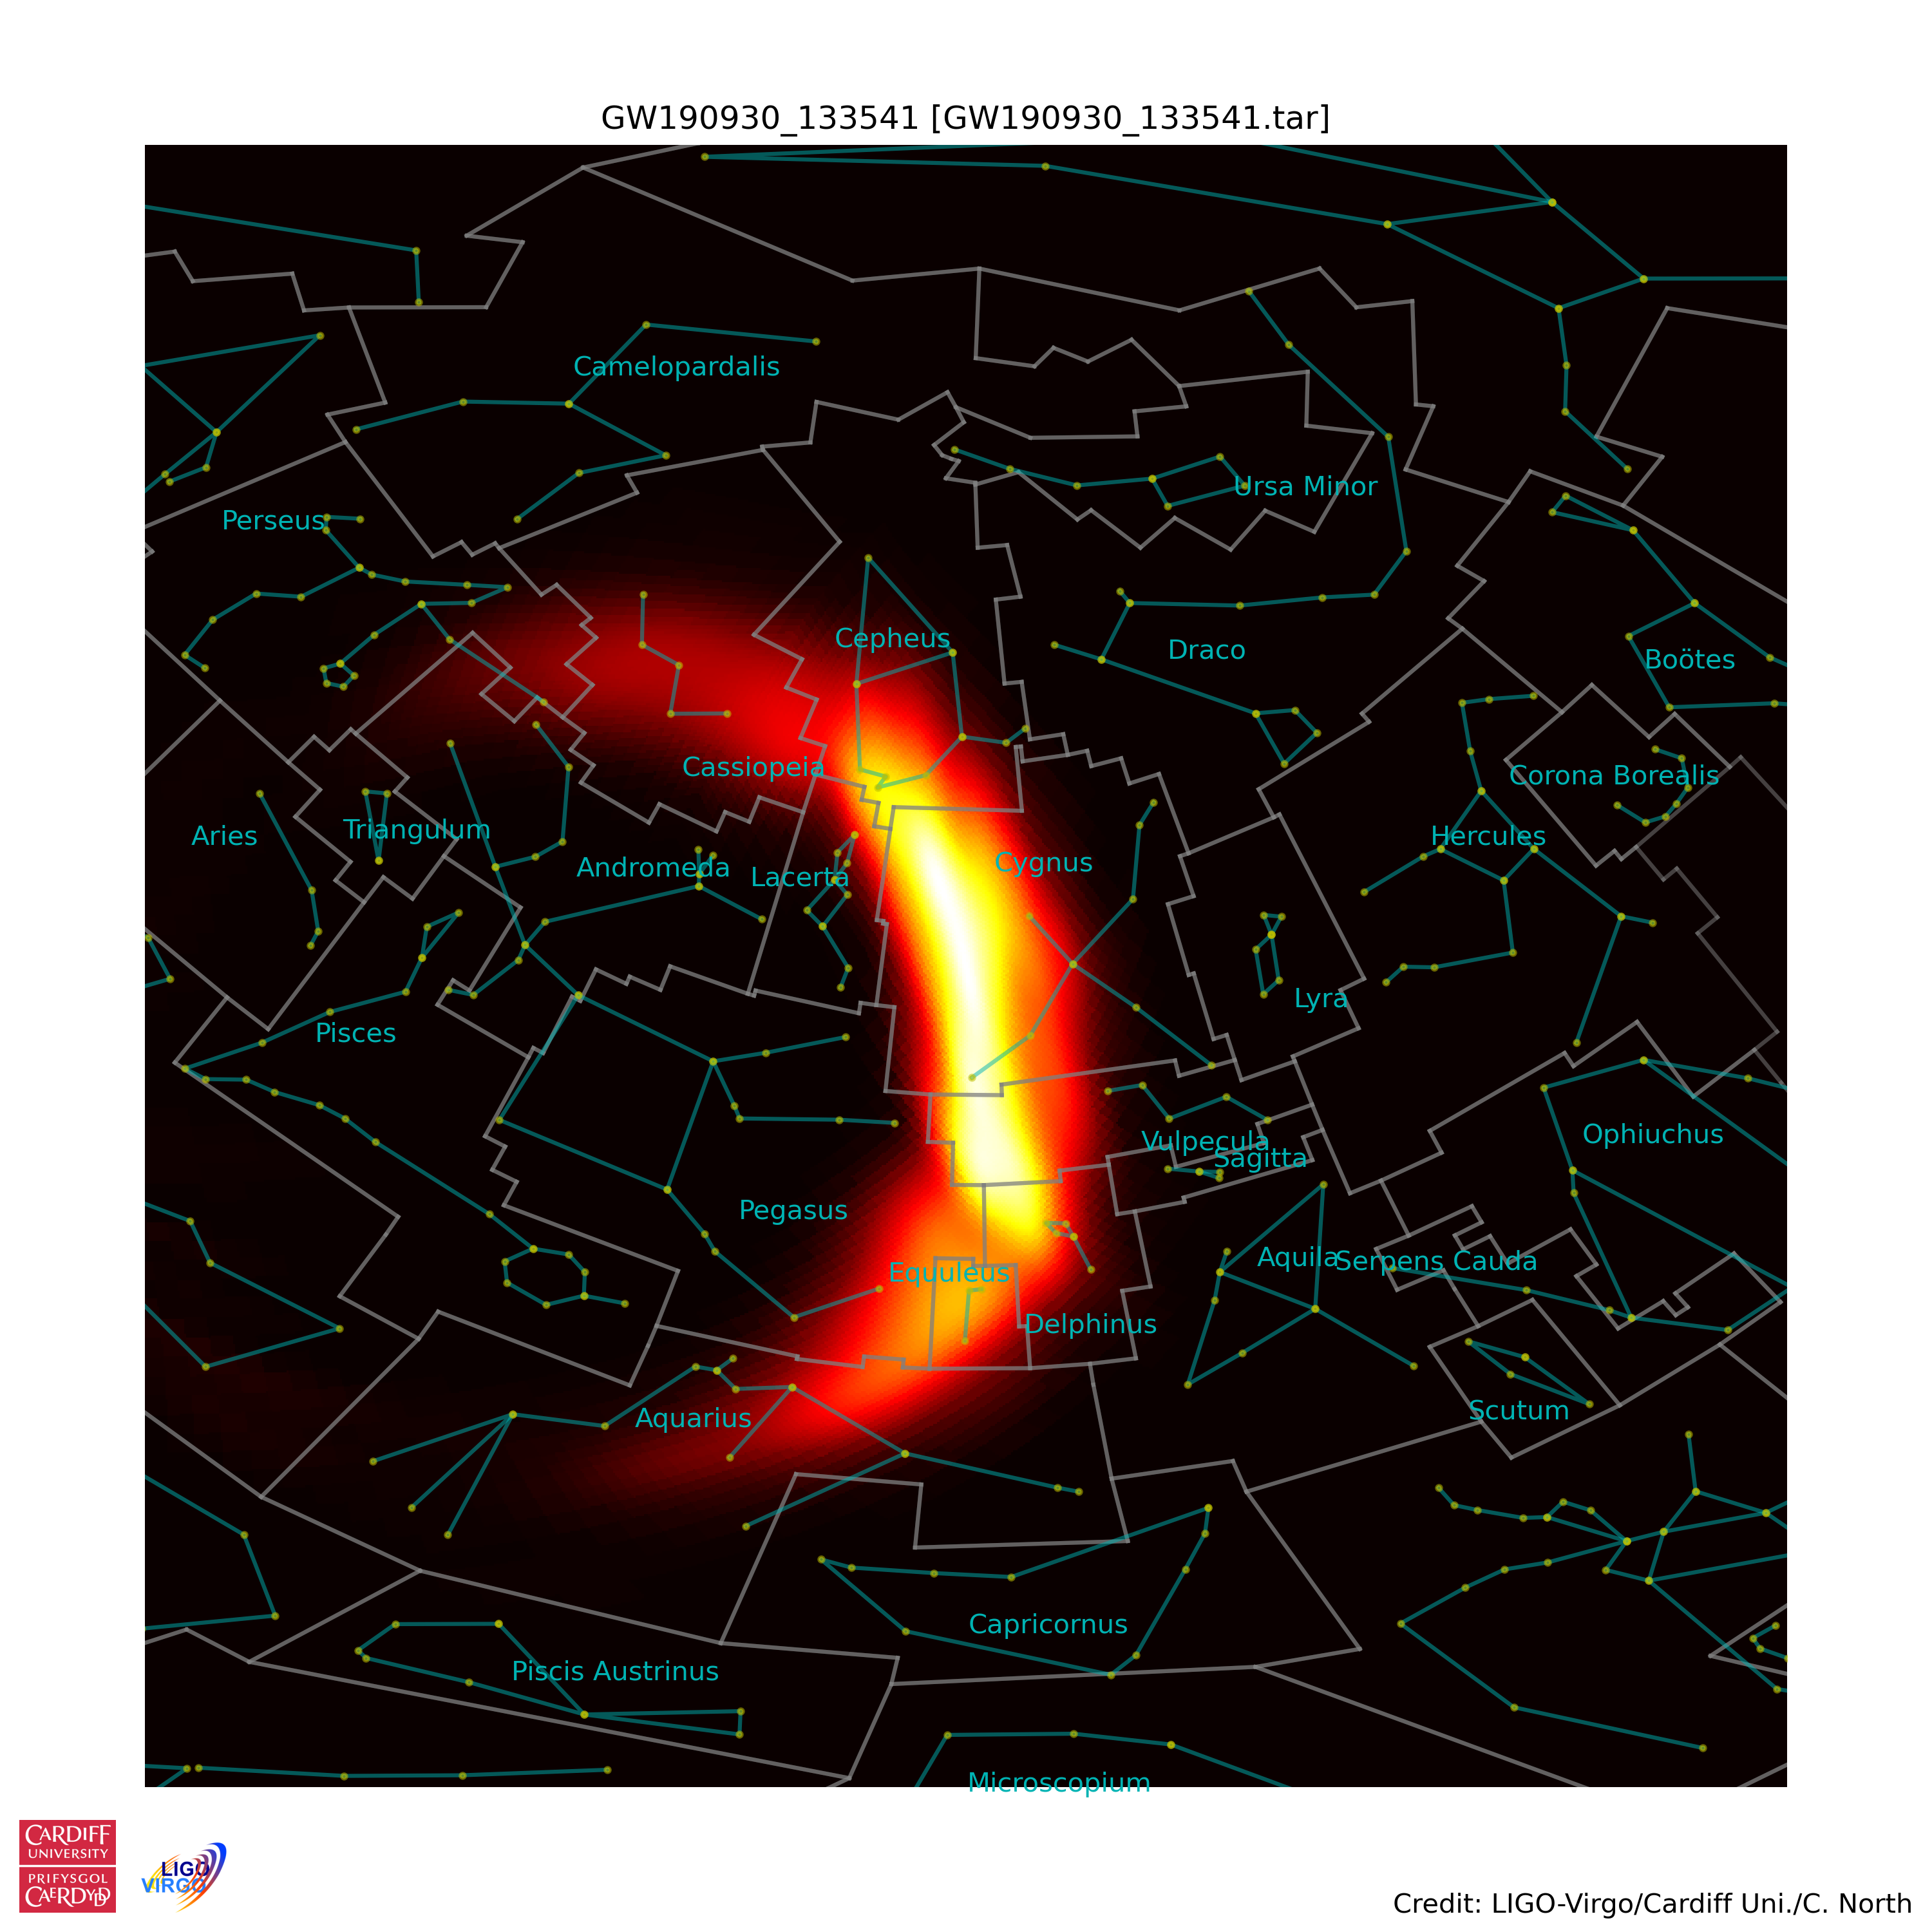 GW190930_133541 [GW190930_133541.tar]
Camelopardalis
Ursa Minor
Perseus
Cepheus
Draco
Boötes
Cassiopeia
Corona Borealis
Aries
Triangulum
Hercules
Andromeda
Lacerta
Cygnus
Lyra
Pisces
Ophiuchus
Vulpecula
Sagitta
Pegasus
Equuleus
Aquila
Serpens Cauda
Delphinus
Aquarius
Scutum
Capricornus
Piscis Austrinus
Microscopium
CARDIFF
UNIVERSITY
PRIFYSGOL
CAERDYDD
LIGO
VIRGO
Credit: LIGO-Virgo/Cardiff Uni./C. North